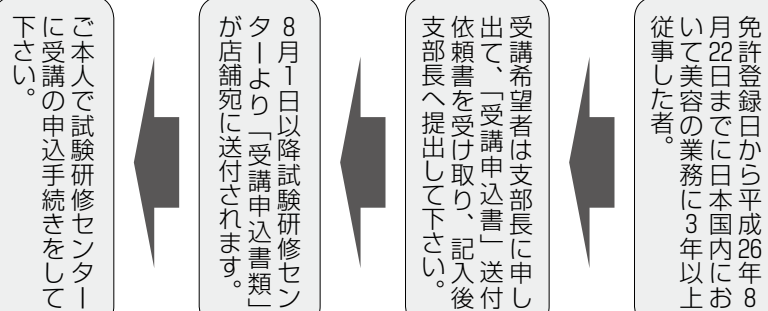 免許登録日から平成26年8
月22日までに日本国内にお
いて美容の業務に3年以上
従事した者。
受講希望者は支部長に申し
出て、「受講申込書」送付
依頼書を受け取り、記入後
支部長へ提出して下さい。
8月1日以降試験研修セン
ターより「受講申込書類」
が店舗宛に送付されます。
ご本人で試験研修センター
に受講の申込手続きをして
下さい。